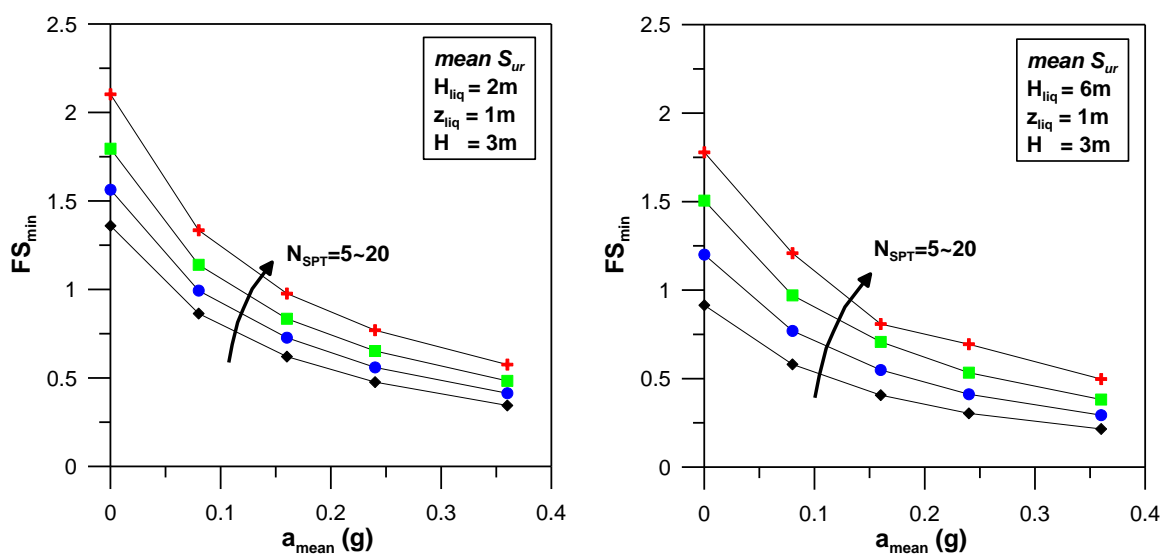 2.5
2
1.5
1
0.5
0
FS_min
mean S_ur
H_liq = 2m
z_liq = 1m
H = 3m
N_SPT=5~20
0 0.1 0.2 0.3 0.4
a_mean (g)
2.5
2
1.5
1
0.5
0
FS_min
mean S_ur
H_liq = 6m
z_liq = 1m
H = 3m
N_SPT=5~20
0 0.1 0.2 0.3 0.4
a_mean (g)